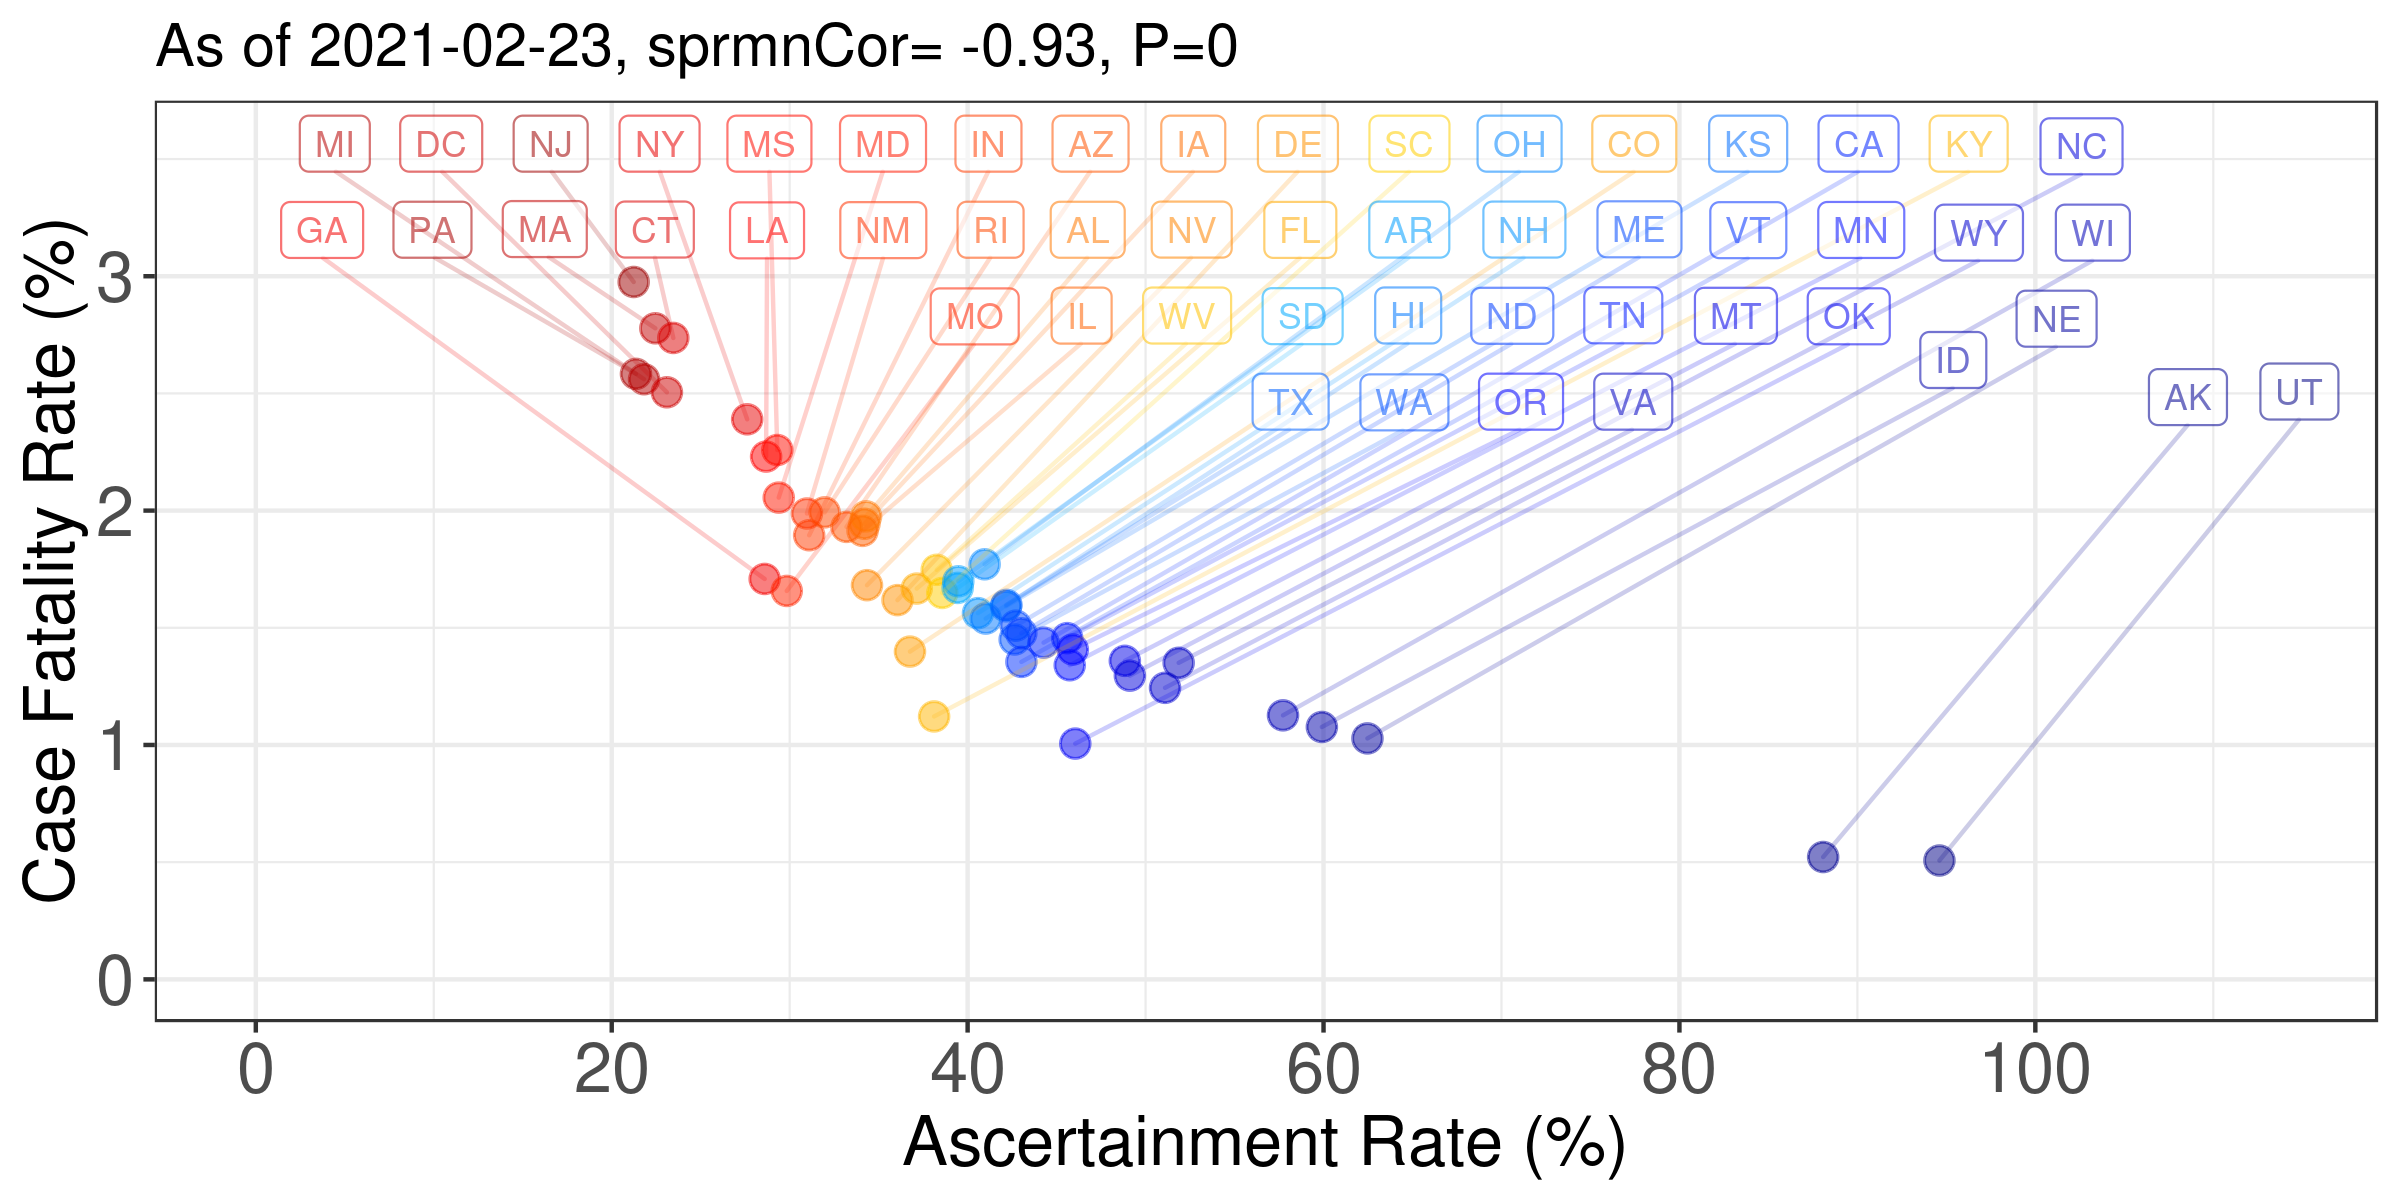 As of 2021-02-23, sprmnCor= -0.93, P=0
MI DC NJ NY MS MD IN AZ IA DE SC OH CO KS CA KY NC
GA PA MA CT LA NM RI AL NV FL AR NH ME VT MN WY WI
MO IL WV SD HI ND TN MT OK NE
ID
TX WA OR VA AK UT
Case Fatality Rate (%)
3
2
1
0
0 20 40 60 80 100
Ascertainment Rate (%)